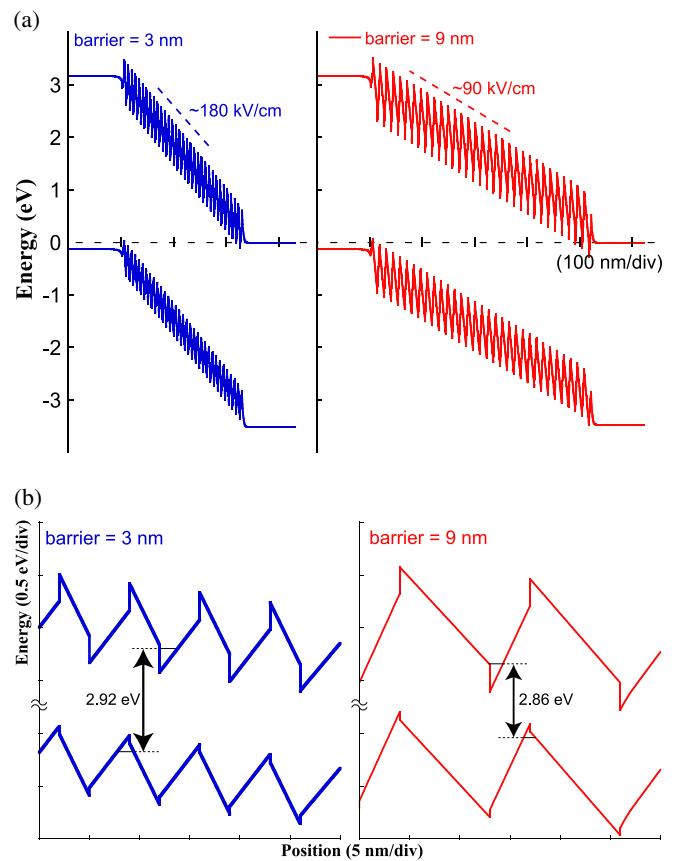 (a)
barrier = 3 nm
barrier = 9 nm
~180 kV/cm
~90 kV/cm
3
2
1
0
-1
-2
-3
Energy (eV)
(100 nm/div)
(b)
barrier = 3 nm
barrier = 9 nm
Energy (0.5 eV/div)
2.92 eV
2.86 eV
Position (5 nm/div)